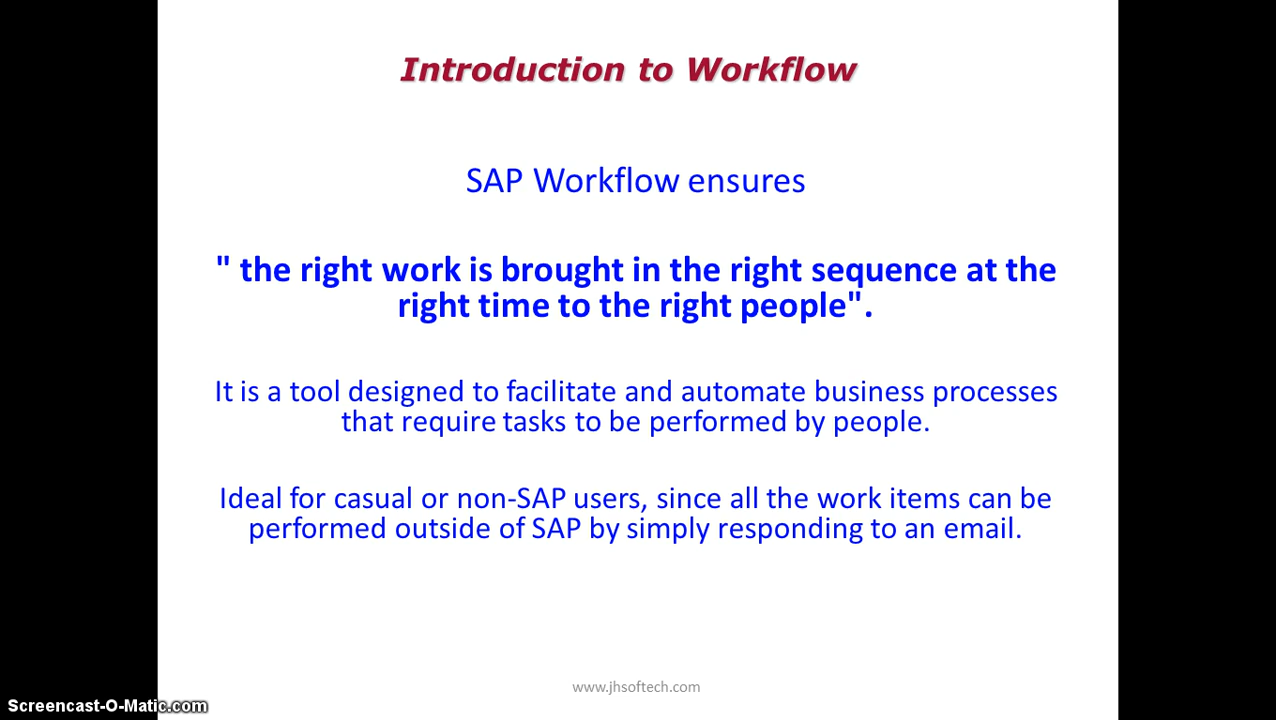 Introduction to Workflow
SAP Workflow ensures
" the right work is brought in the right sequence at the
right time to the right people".
It is a tool designed to facilitate and automate business processes
that require tasks to be performed by people.
Ideal for casual or non-SAP users, since all the work items can be
performed outside of SAP by simply responding to an email.
www.jhsoftech.com
Screencast-O-Matic.com